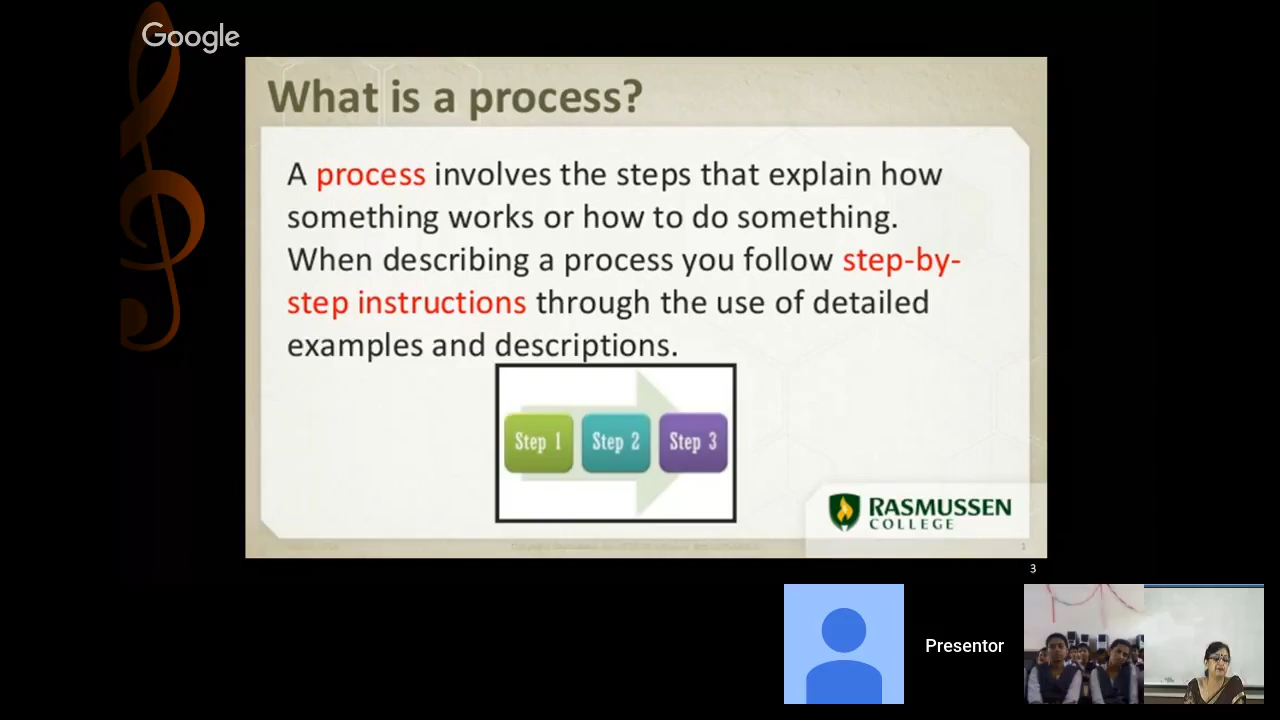 Google
What is a process?
A process involves the steps that explain how
something works or how to do something.
When describing a process you follow step-by-
step instructions through the use of detailed
examples and descriptions.
Step 1 Step 2 Step 3
RASMUSSEN
COLLEGE
1
3
Presentor